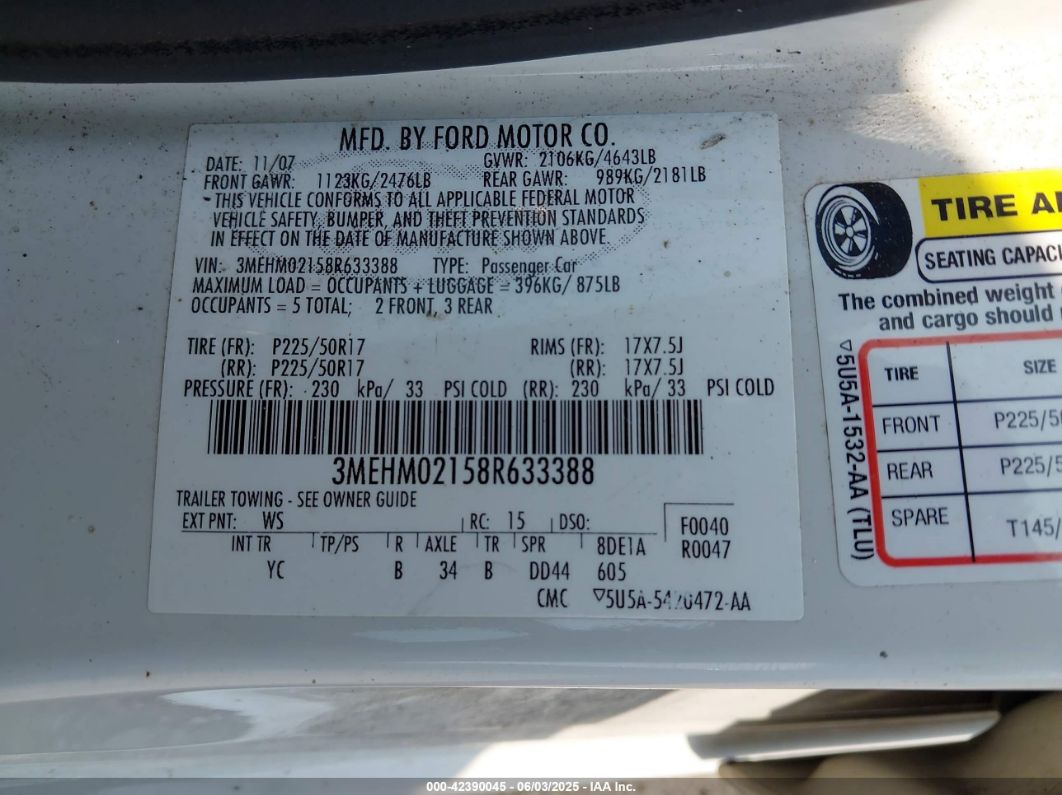 MFD. BY FORD MOTOR CO.
DATE: 11/07 GVWR: 2106KG/4643LB
FRONT GAWR: 1123KG/2476LB REAR GAWR: 989KG/2181LB
THIS VEHICLE CONFORMS TO ALL APPLICABLE FEDERAL MOTOR
VEHICLE SAFETY, BUMPER, AND THEFT PREVENTION STANDARDS
IN EFFECT ON THE DATE OF MANUFACTURE SHOWN ABOVE.
VIN: 3MEHM02158R633388 TYPE: Passenger Car
MAXIMUM LOAD = OCCUPANTS + LUGGAGE = 396KG/ 875LB
OCCUPANTS = 5 TOTAL; 2 FRONT, 3 REAR
TIRE (FR): P225/50R17 RIMS (FR): 17X7.5J
(RR): P225/50R17 (RR): 17X7.5J
PRESSURE (FR): 230 kPa/ 33 PSI COLD (RR): 230 kPa/ 33 PSI COLD
3MEHM02158R633388
TRAILER TOWING - SEE OWNER GUIDE
EXT PNT: WS RC: 15 DSO: F0040
INT TR TP/PS R AXLE TR SPR 8DE1A R0047
YC B 34 B DD44 605
CMC ▽5U5A-5420472-AA
TIRE
SEATING
The combined weight
and cargo should
TIRE SIZE
FRONT
REAR
SPARE
▽5U5A-1532-AA (TLU)
000-42390045 - 06/03/2025 - IAA Inc.